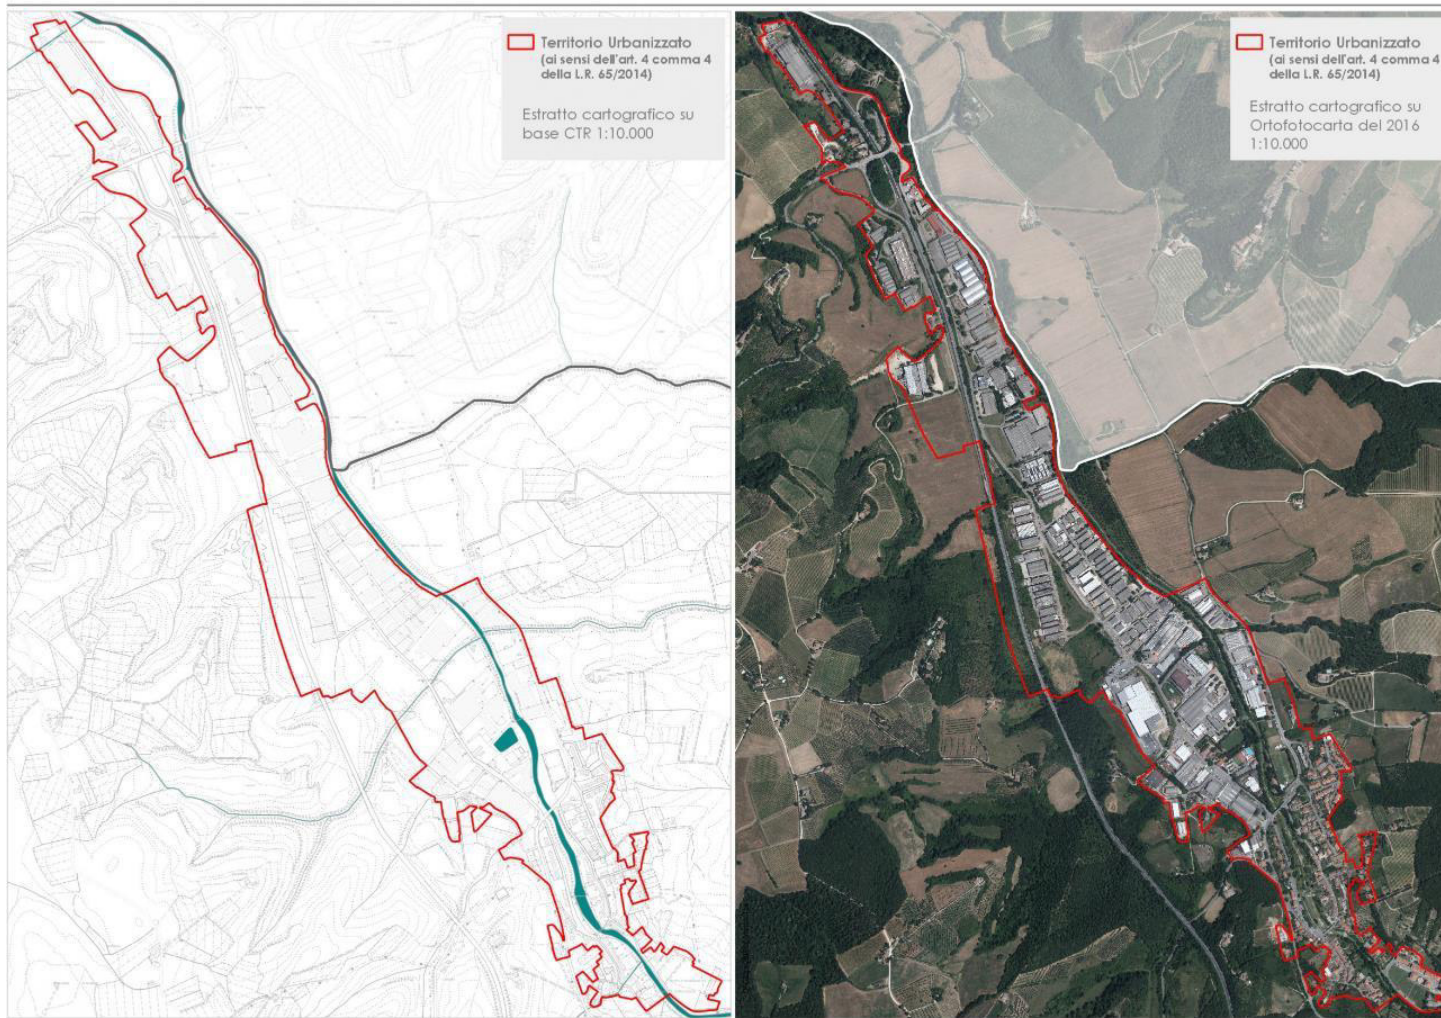 Territorio Urbanizzato
(ai sensi dell'art. 4 comma 4
della L.R. 65/2014)
Estratto cartografico su
base CTR 1:10.000
Territorio Urbanizzato
(ai sensi dell'art. 4 comma 4
della L.R. 65/2014)
Estratto cartografico su
Ortofotocarta del 2016
1:10.000